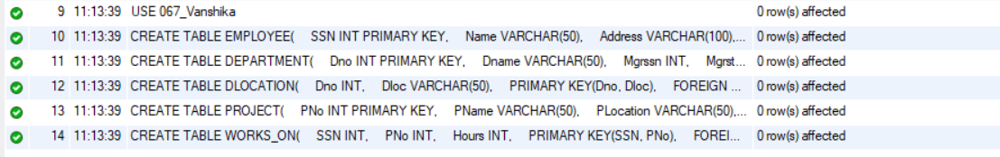 9 11:13:39 USE 067_Vanshika 0 row(s) affected
10 11:13:39 CREATE TABLE EMPLOYEE( SSN INT PRIMARY KEY, Name VARCHAR(50), Address VARCHAR(100),... 0 row(s) affected
11 11:13:39 CREATE TABLE DEPARTMENT( Dno INT PRIMARY KEY, Dname VARCHAR(50), Mgrssn INT, Mgrst... 0 row(s) affected
12 11:13:39 CREATE TABLE DLOCATION( Dno INT, Dloc VARCHAR(50), PRIMARY KEY(Dno, Dloc), FOREIGN ... 0 row(s) affected
13 11:13:39 CREATE TABLE PROJECT( PNo INT PRIMARY KEY, PName VARCHAR(50), PLocation VARCHAR(50),... 0 row(s) affected
14 11:13:39 CREATE TABLE WORKS_ON( SSN INT, PNo INT, Hours INT, PRIMARY KEY(SSN, PNo), FOREI... 0 row(s) affected